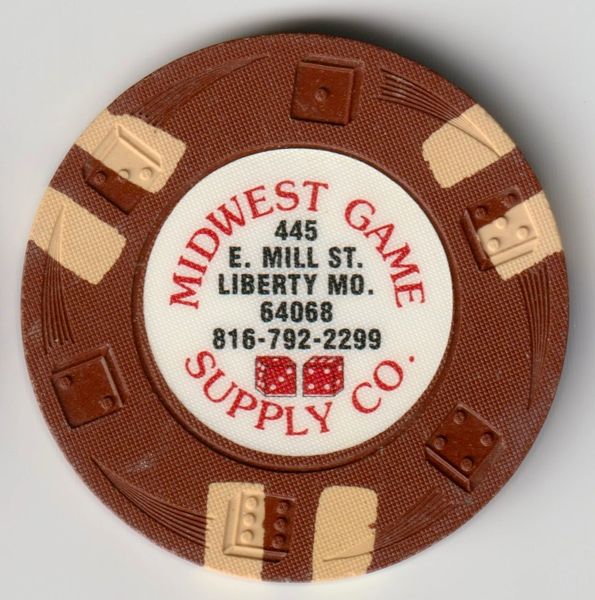 MIDWEST GAME
445
E. MILL ST.
LIBERTY MO.
64068
816-792-2299
SUPPLY CO.